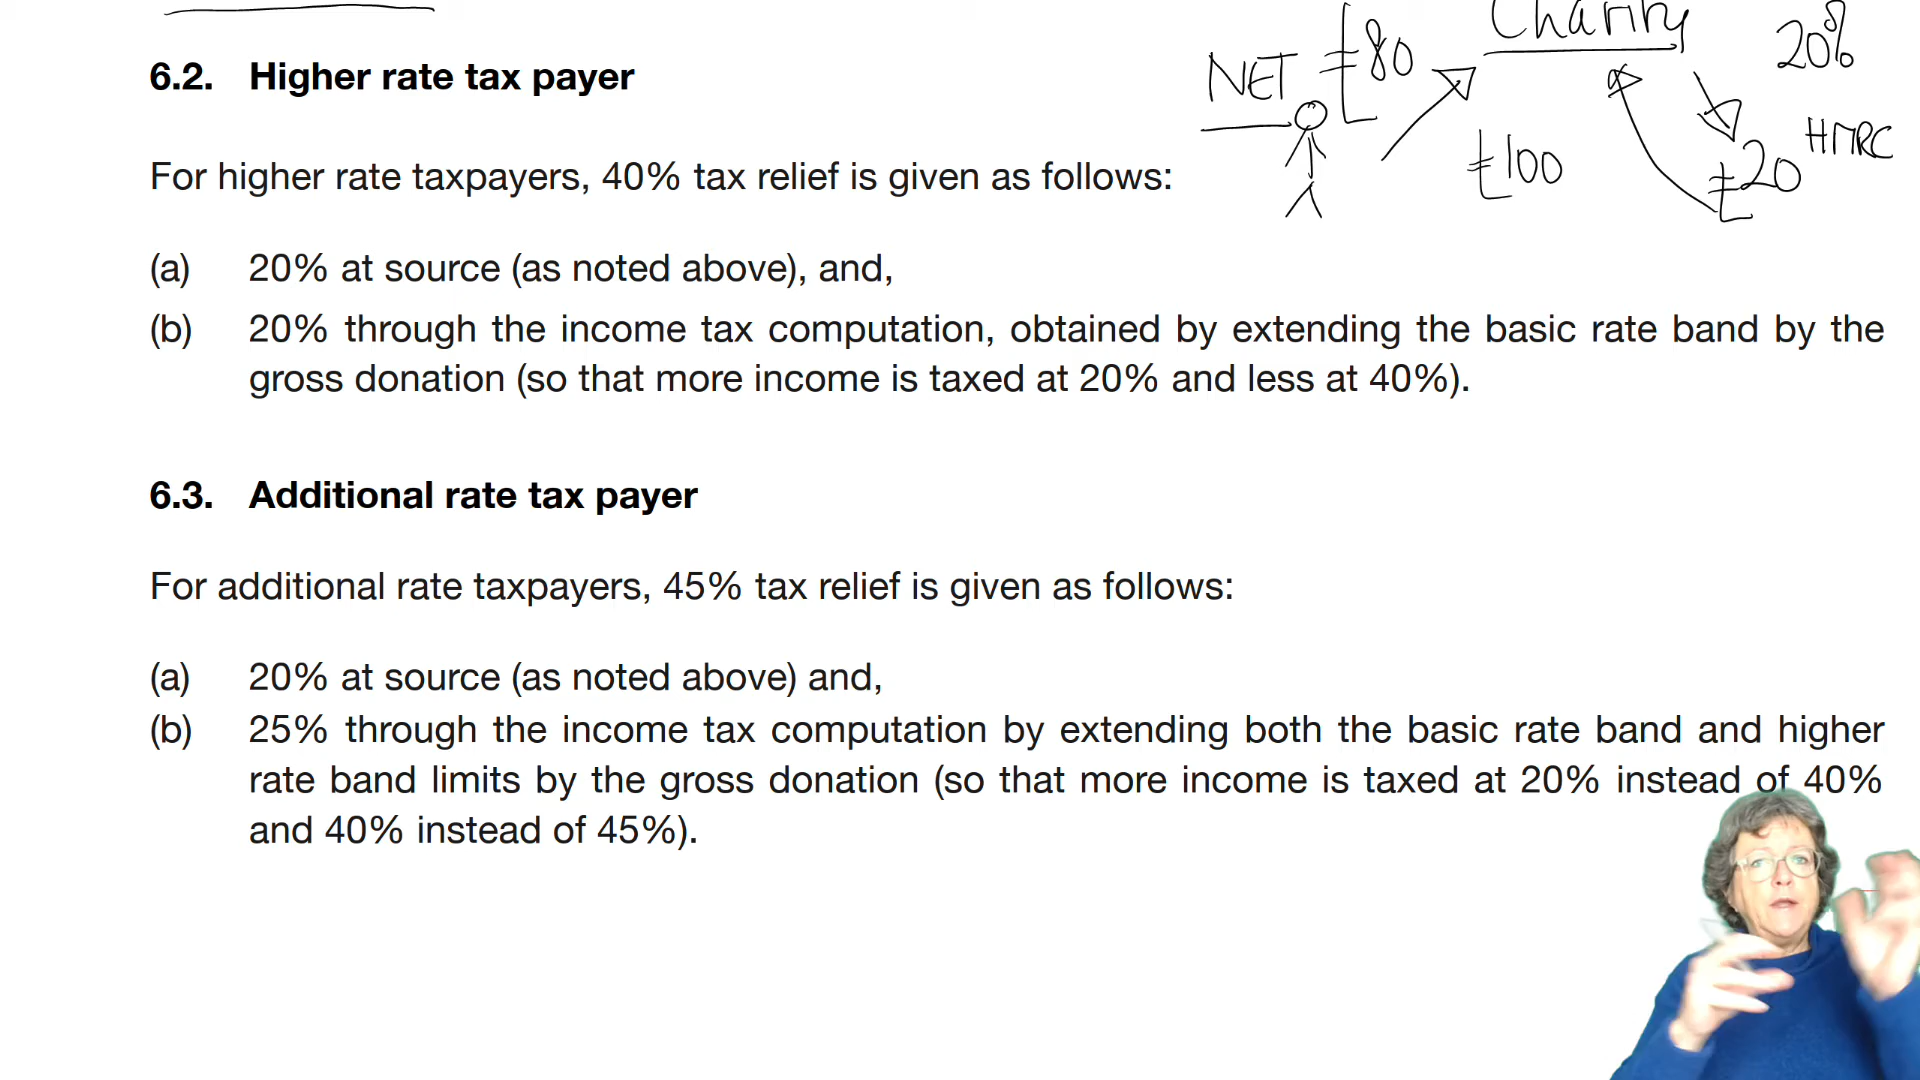 Charity
20%
NET £80
6.2. Higher rate tax payer
HMRC
£100
£20
For higher rate taxpayers, 40% tax relief is given as follows:
(a) 20% at source (as noted above), and,
(b) 20% through the income tax computation, obtained by extending the basic rate band by the
gross donation (so that more income is taxed at 20% and less at 40%).
6.3. Additional rate tax payer
For additional rate taxpayers, 45% tax relief is given as follows:
(a) 20% at source (as noted above) and,
(b) 25% through the income tax computation by extending both the basic rate band and higher
rate band limits by the gross donation (so that more income is taxed at 20% instead of 40%
and 40% instead of 45%).